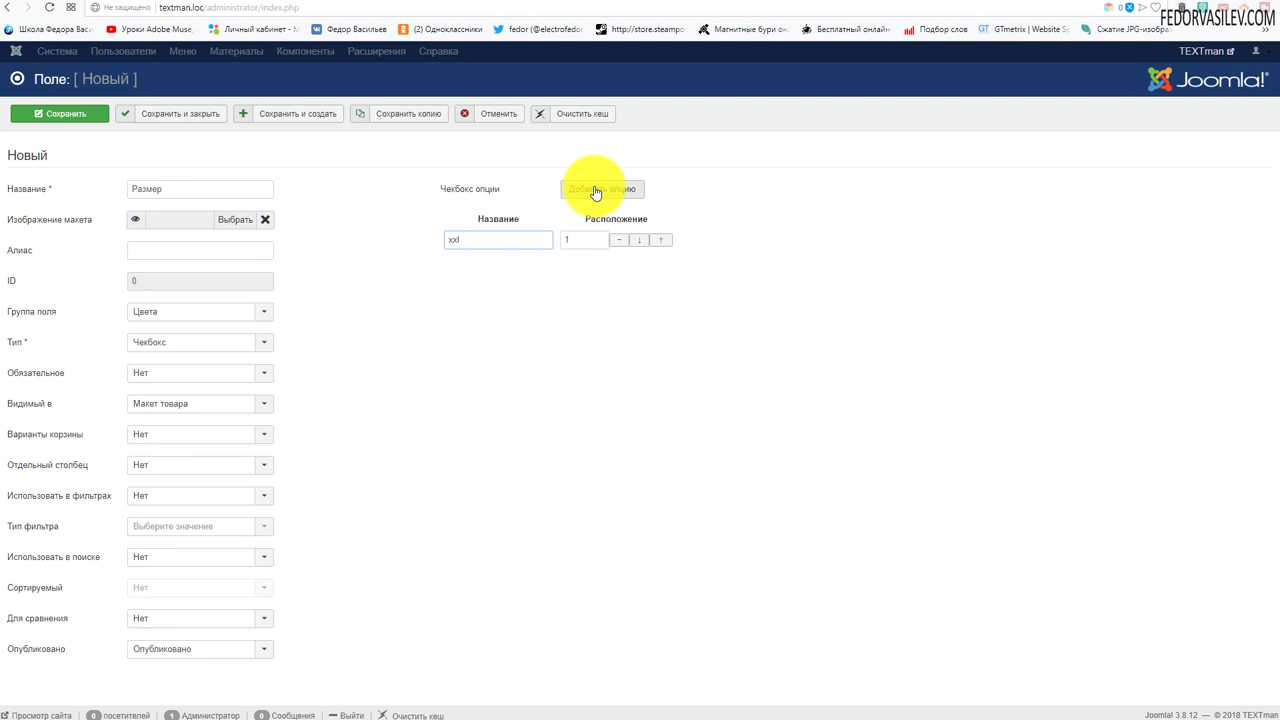 Не защищено textman.loc/administrator/index.php
FEDORVASILEV.COM
Школа Федора Васи Уроки Adobe Muse, Личный кабинет - М Федор Васильев (2) Одноклассники fedor (@electrofedor http://store.steampo Магнитные бури он Бесплатный онлайн Подбор слов GTmetrix | Website S Сжатие JPG-изобра
Система Пользователи Меню Материалы Компоненты Расширения Справка TEXTman
Поле: [ Новый ] Joomla!®
Сохранить Сохранить и закрыть Сохранить и создать Сохранить копию Отменить Очистить кеш
Новый
Название * Размер Чекбокс опции Добавить опцию
Изображение макета Выбрать Название Расположение
xxl 1 - ↓ ↑
Алиас
ID 0
Группа поля Цвета
Тип * Чекбокс
Обязательное Нет
Видимый в Макет товара
Варианты корзины Нет
Отдельный столбец Нет
Использовать в фильтрах Нет
Тип фильтра Выберите значение
Использовать в поиске Нет
Сортируемый Нет
Для сравнения Нет
Опубликовано Опубликовано
Просмотр сайта 0 посетителей 1 Администратор 0 Сообщения Выйти Очистить кеш Joomla! 3.8.12 — © 2018 TEXTman